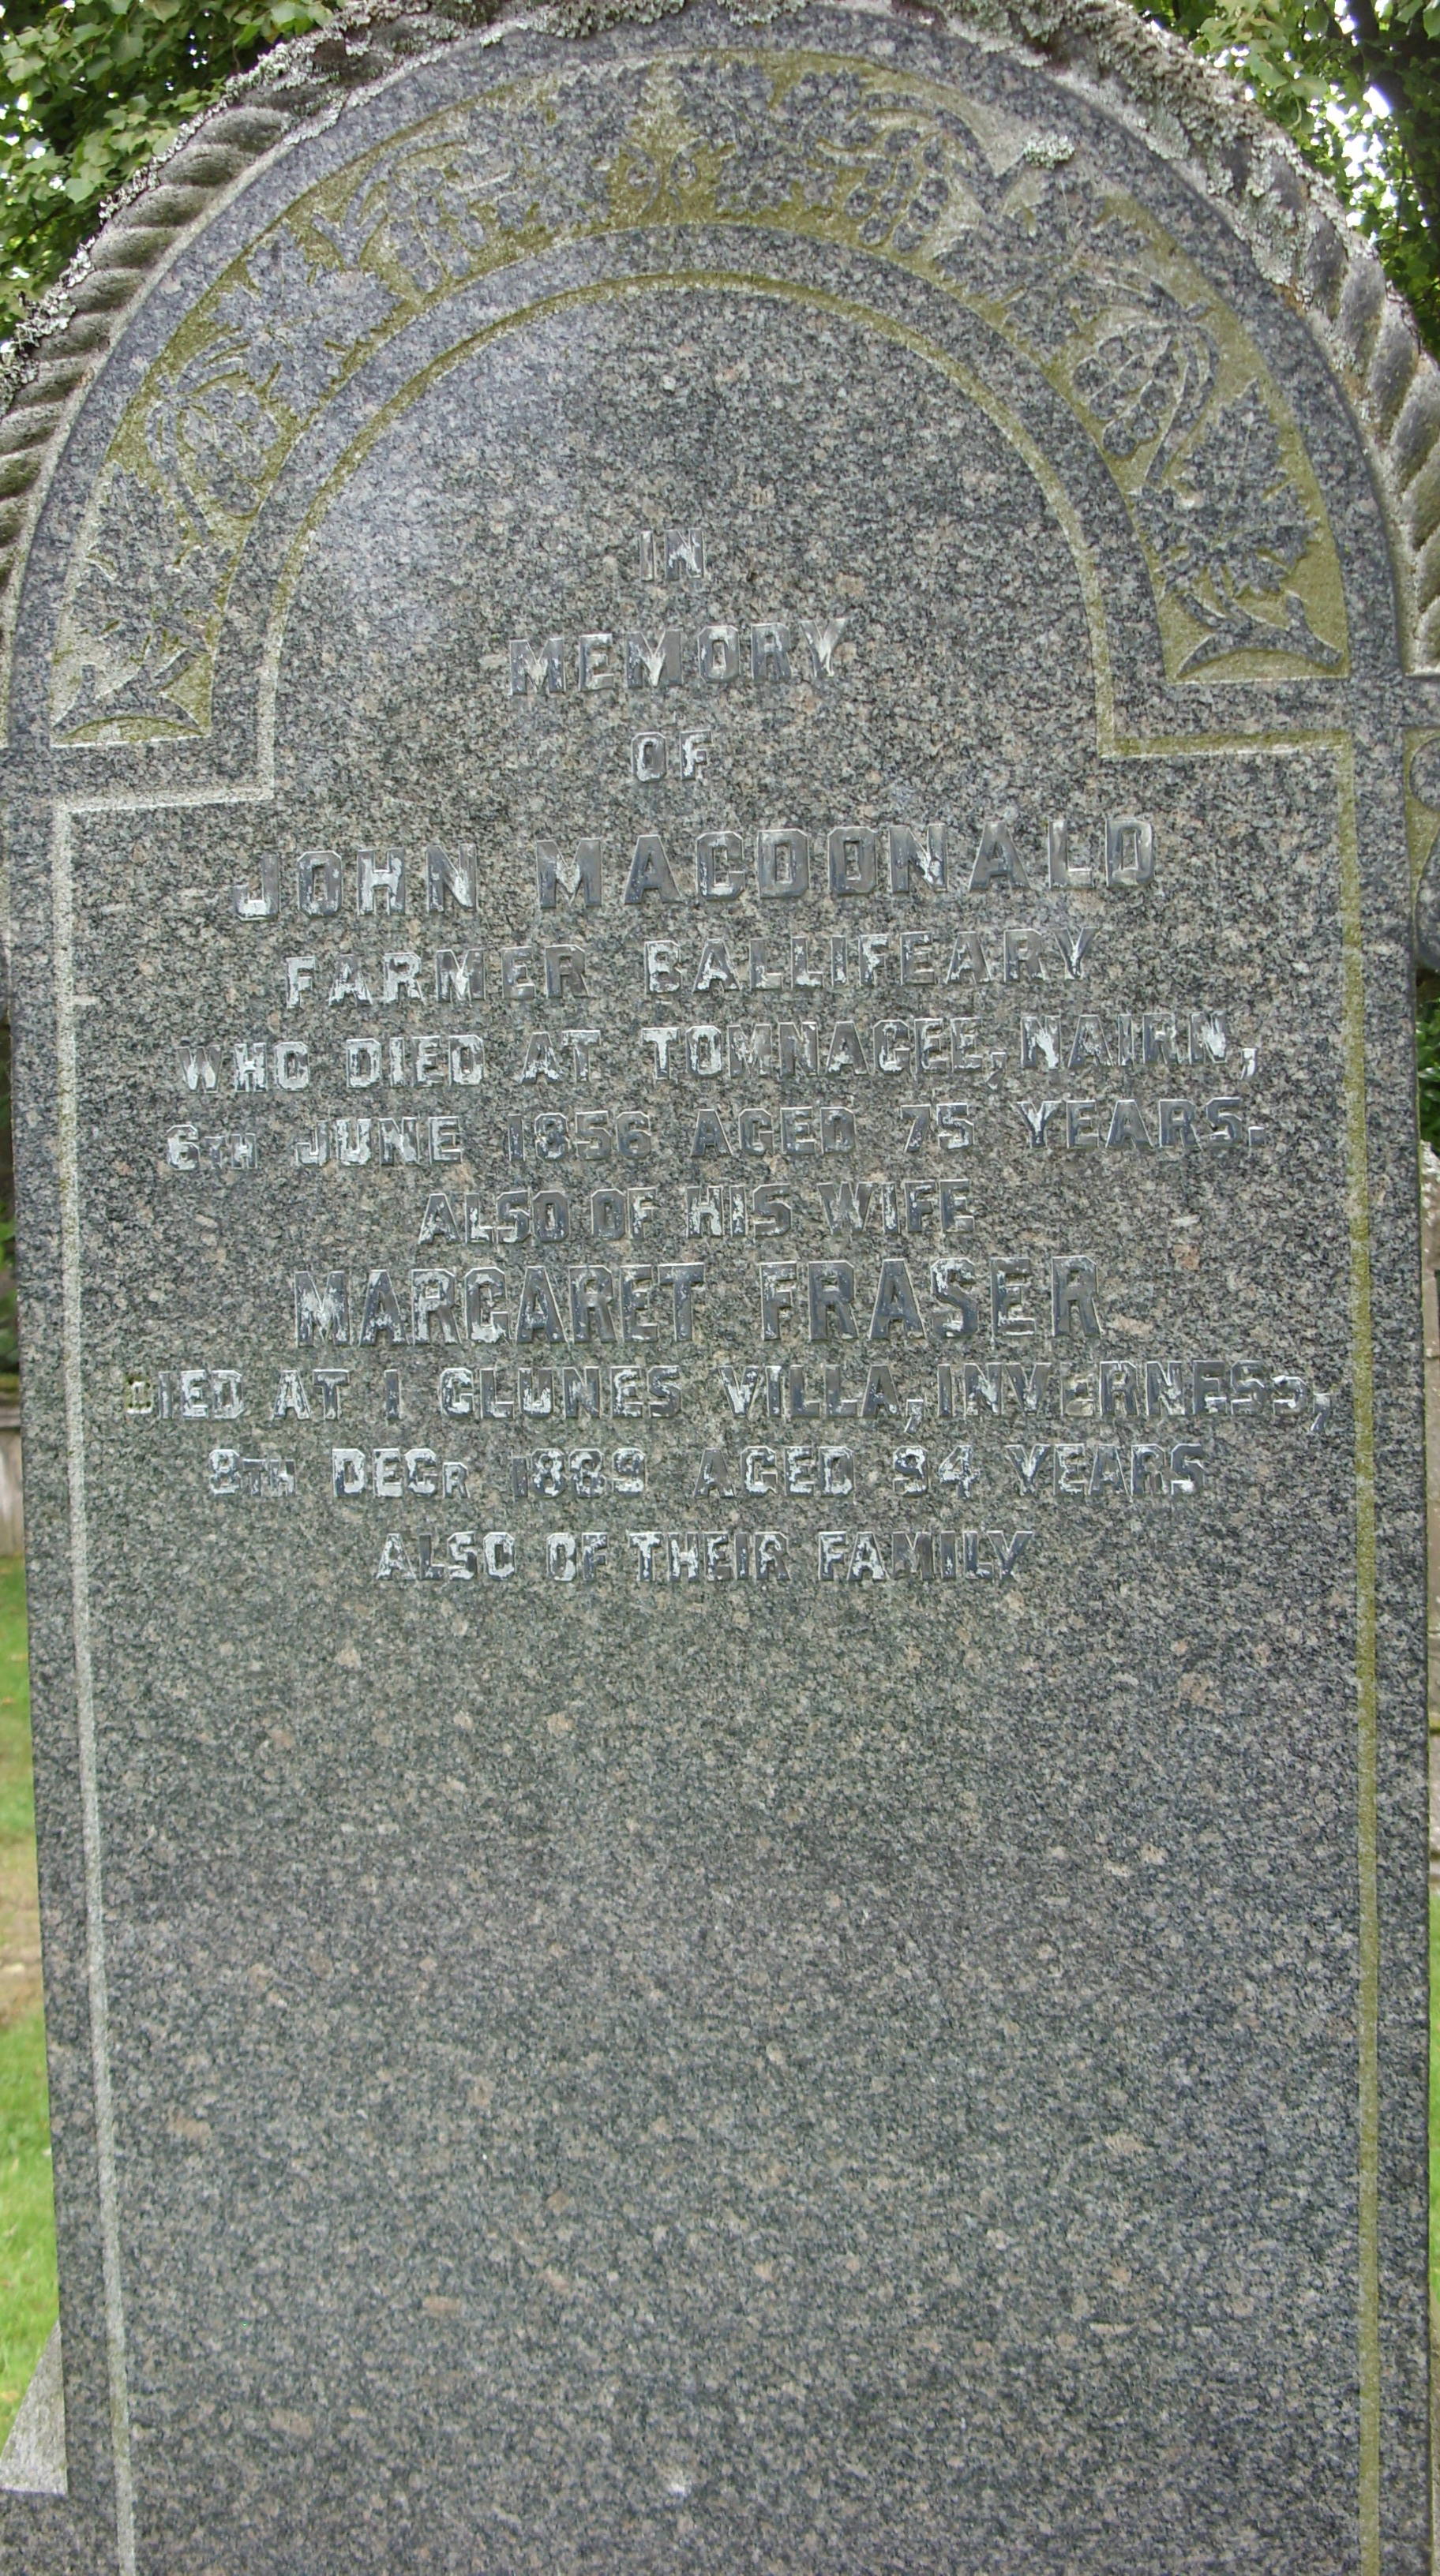 IN
MEMORY
OF
JOHN MACDONALD
FARMER BALLIFEARY
WHO DIED AT TOMNAGEE, NAIRN,
6TH JUNE 1856 AGED 75 YEARS.
ALSO OF HIS WIFE
MARGARET FRASER
DIED AT 1 GLUNES VILLA, INVERNESS,
8TH DECR 1889 AGED 94 YEARS
ALSO OF THEIR FAMILY